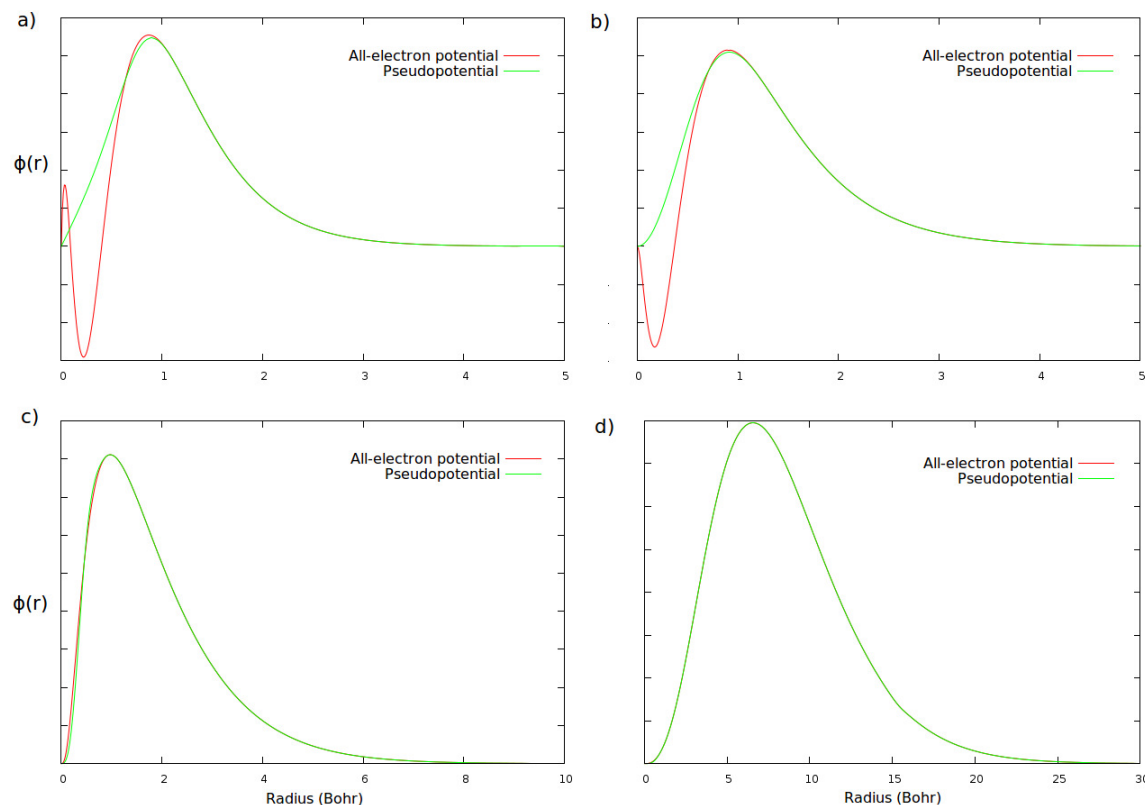 a)
All-electron potential
Pseudopotential
ϕ(r)
0 1 2 3 4 5
b)
All-electron potential
Pseudopotential
0 1 2 3 4 5
c)
All-electron potential
Pseudopotential
ϕ(r)
0 2 4 6 8 10
Radius (Bohr)
d)
All-electron potential
Pseudopotential
0 5 10 15 20 25 30
Radius (Bohr)